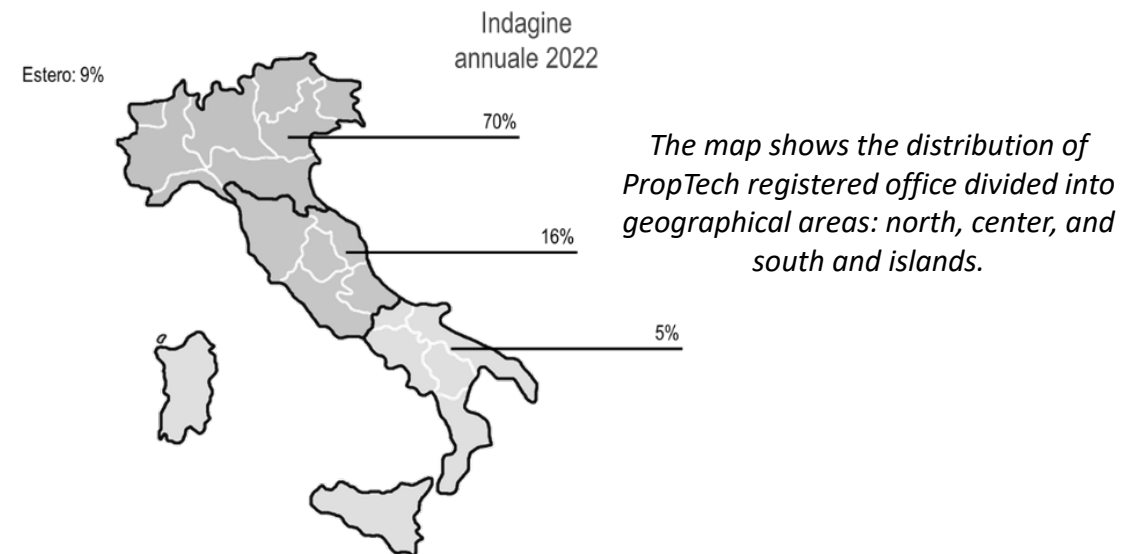 Indagine
annuale 2022
Estero: 9%
70%
16%
5%
The map shows the distribution of
PropTech registered office divided into
geographical areas: north, center, and
south and islands.